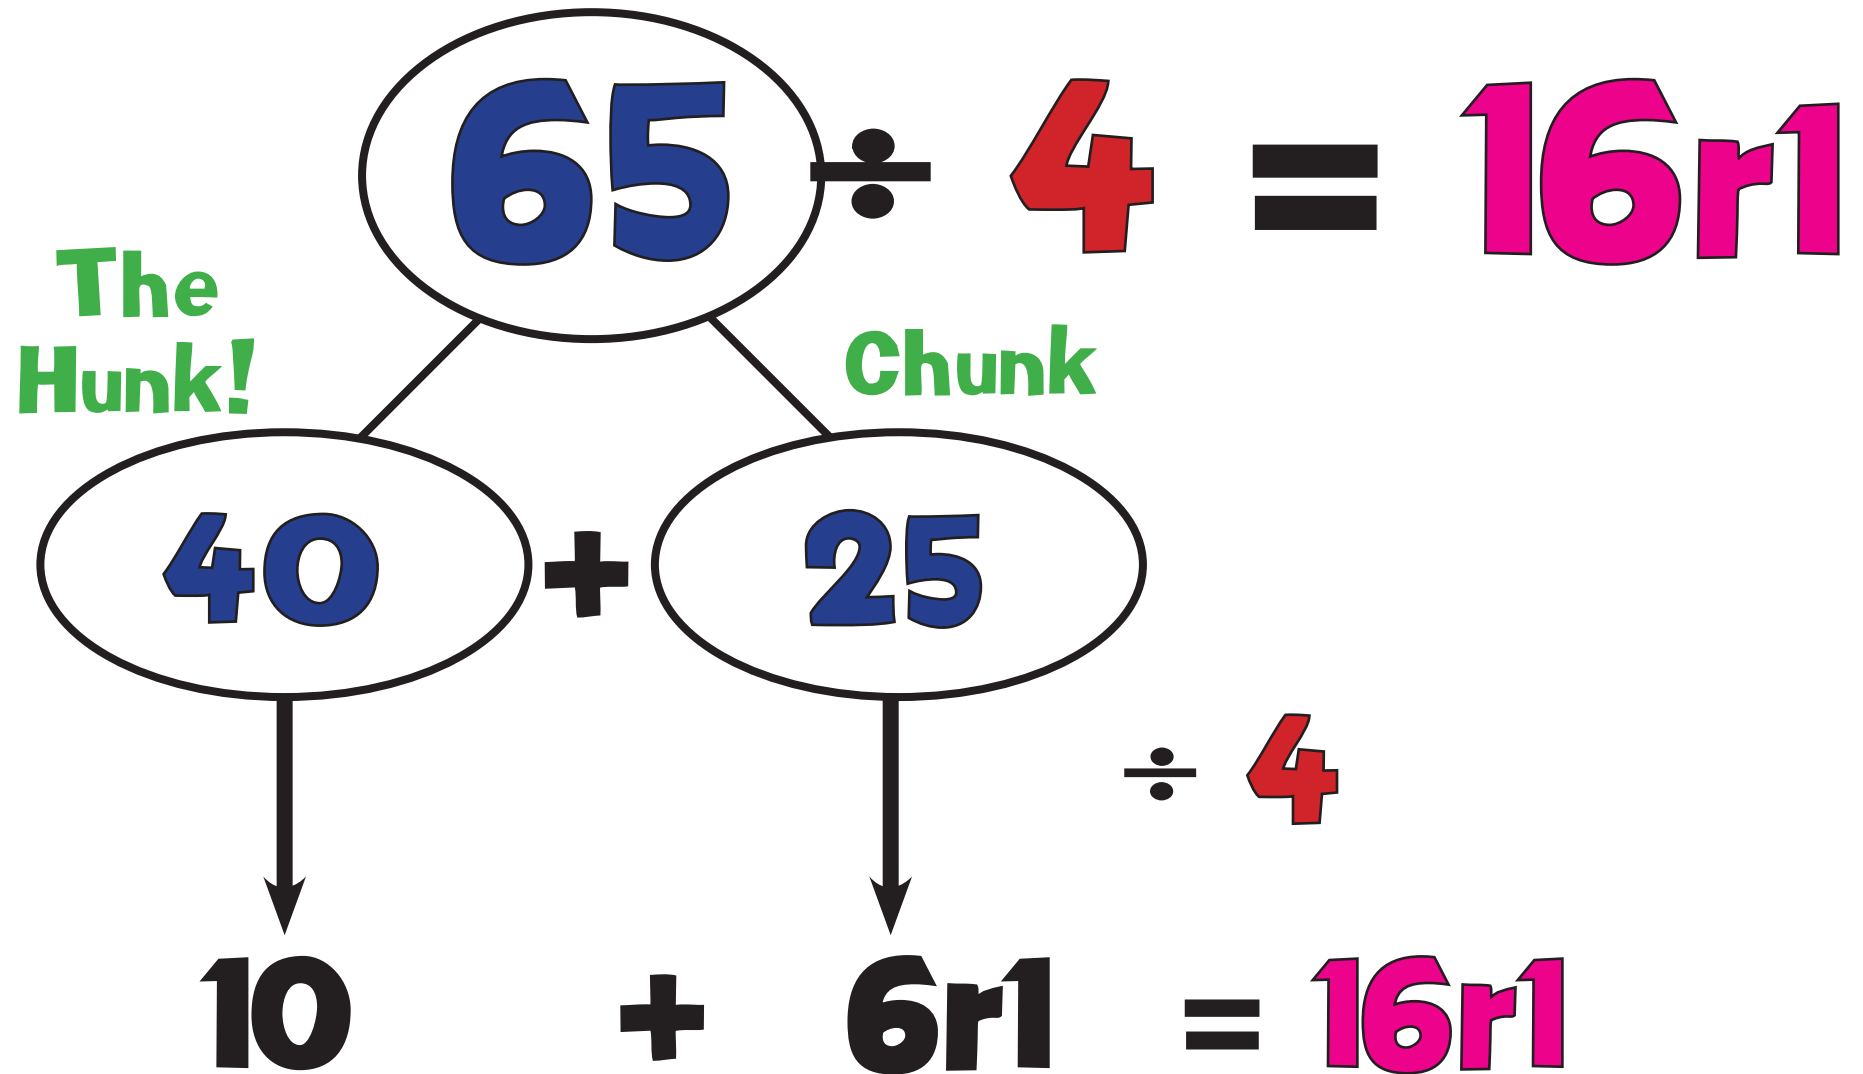 65 ÷ 4 = 16r1
The
Hunk!
Chunk
40 + 25
÷ 4
10 + 6r1 = 16r1